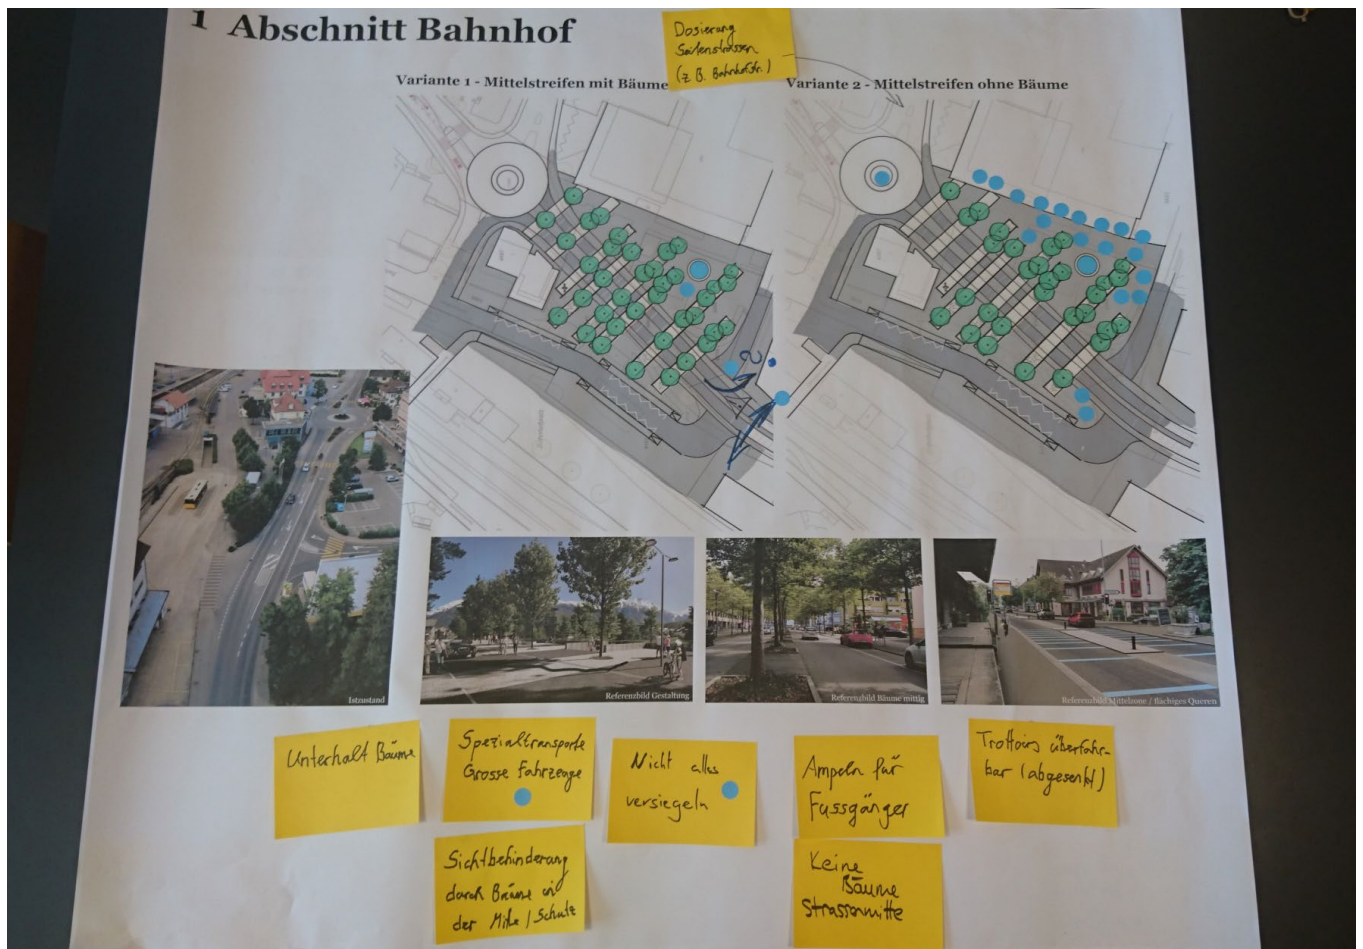 1 Abschnitt Bahnhof
Dosierung
Seitenstrassen
(z.B. Bahnhofstr.)
Variante 1 - Mittelstreifen mit Bäume
Variante 2 - Mittelstreifen ohne Bäume
?
Istzustand
Referenzbild Gestaltung
Referenzbild Bäume mittig
Referenzbild Mittelzone / flächiges Queren
Unterhalt Bäume
Spezialtransporte
Grosse Fahrzeuge
Nicht alles
versiegeln
Ampeln für
Fussgänger
Trottoirs überfahr-
bar (abgesenkt)
Sichtbehinderung
durch Bäume in
der Mitte / Schutz
Keine
Bäume
Strassenmitte